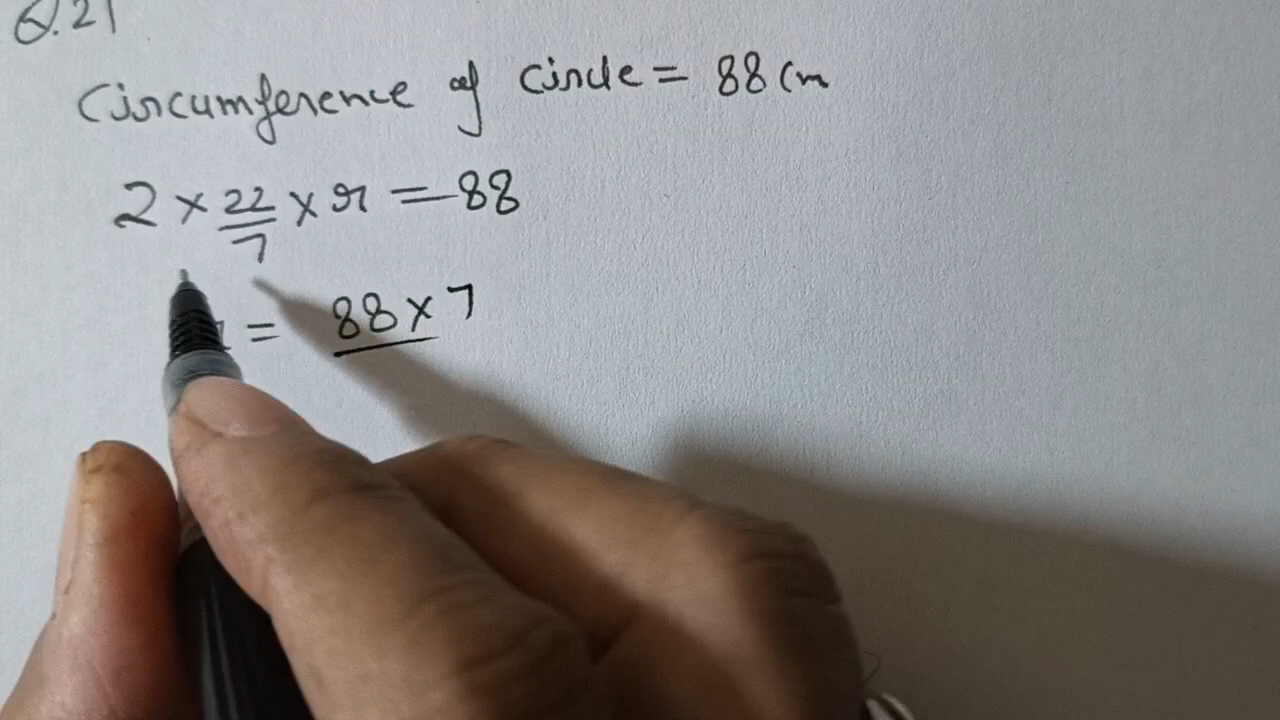 Q.21
Circumference of circle = 88 cm
2 × 22/7 × r = 88
= 88 × 7